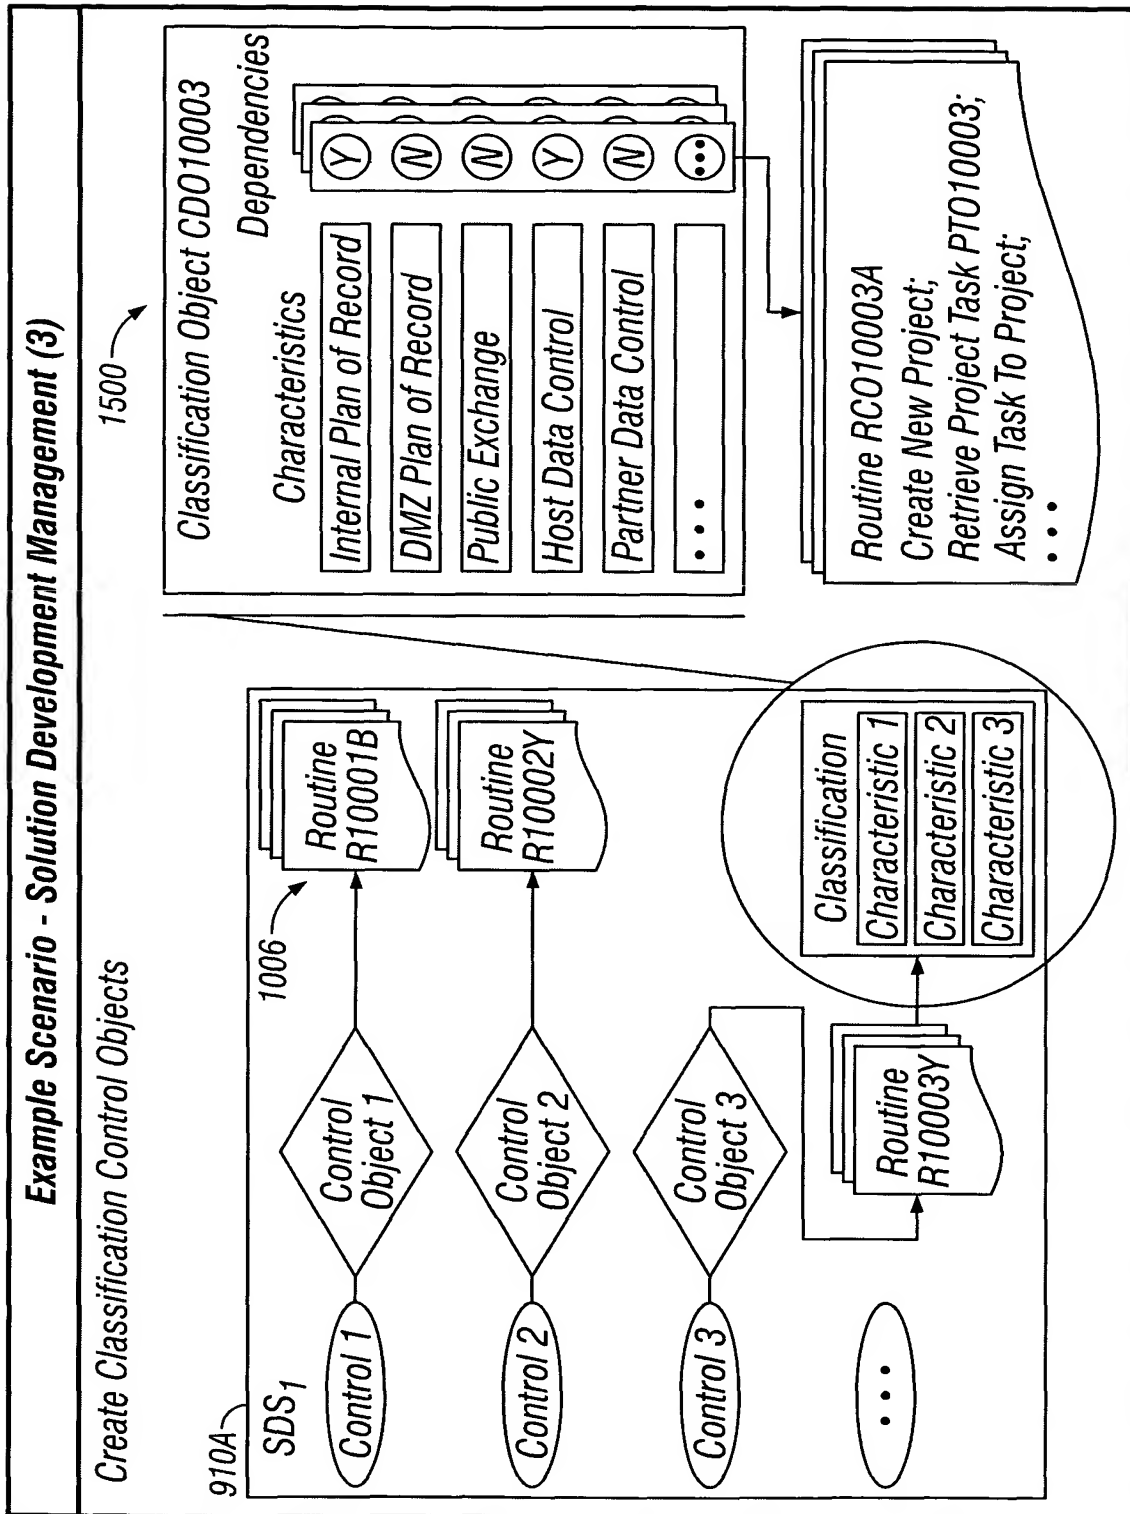 Example Scenario - Solution Development Management (3)
Create Classification Control Objects
910A
SDS1
Control 1
Control
Object 1
1006
Routine
R10001B
Control 2
Control
Object 2
Routine
R10002Y
Control 3
Control
Object 3
•••
Routine
R10003Y
Classification
Characteristic 1
Characteristic 2
Characteristic 3
1500
Classification Object CDO10003
Characteristics
Dependencies
Internal Plan of Record
Y
DMZ Plan of Record
N
Public Exchange
N
Host Data Control
Y
Partner Data Control
N
•••
•••
Routine RCO10003A
Create New Project;
Retrieve Project Task PTO10003;
Assign Task To Project;
•••